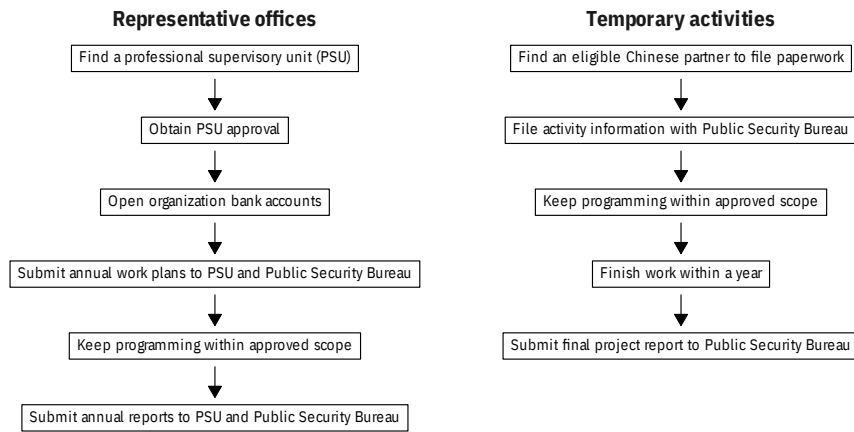 Representative offices
Find a professional supervisory unit (PSU)
Obtain PSU approval
Open organization bank accounts
Submit annual work plans to PSU and Public Security Bureau
Keep programming within approved scope
Submit annual reports to PSU and Public Security Bureau
Temporary activities
Find an eligible Chinese partner to file paperwork
File activity information with Public Security Bureau
Keep programming within approved scope
Finish work within a year
Submit final project report to Public Security Bureau